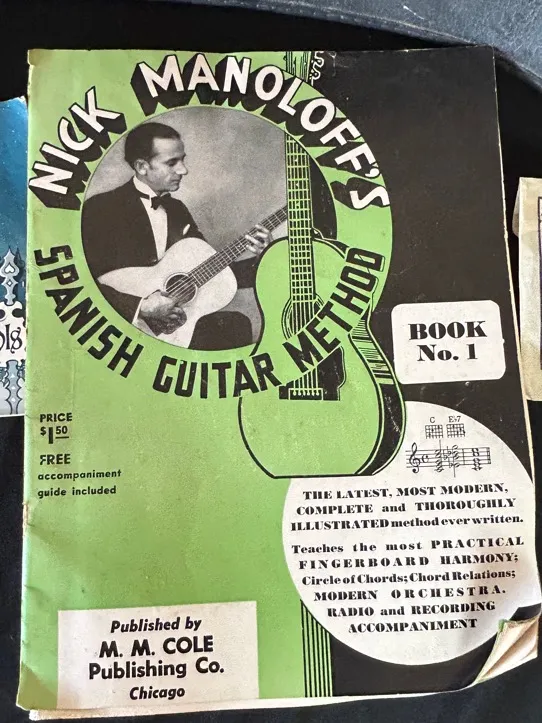 NICK MANOLOFF'S
SPANISH GUITAR METHOD
BOOK
No. 1
PRICE
$1.50
FREE
accompaniment
guide included
C E♭7
THE LATEST, MOST MODERN,
COMPLETE and THOROUGHLY
ILLUSTRATED method ever written.
Teaches the most PRACTICAL
FINGERBOARD HARMONY;
Circle of Chords; Chord Relations;
MODERN ORCHESTRA.
RADIO and RECORDING
ACCOMPANIMENT
Published by
M. M. COLE
Publishing Co.
Chicago